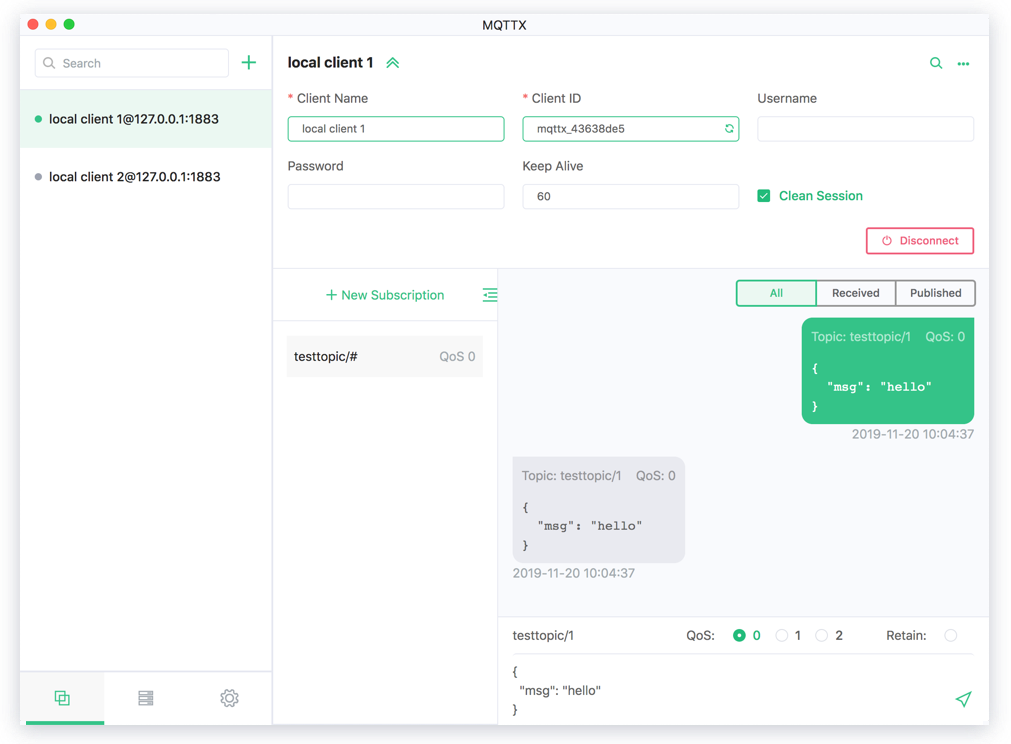 MQTTX
Search
local client 1@127.0.0.1:1883
local client 2@127.0.0.1:1883
local client 1
* Client Name
* Client ID
Username
local client 1
mqttx_43638de5
Password
Keep Alive
60
Clean Session
Disconnect
+ New Subscription
testtopic/# QoS 0
All Received Published
Topic: testtopic/1 QoS: 0
{
"msg": "hello"
}
2019-11-20 10:04:37
Topic: testtopic/1 QoS: 0
{
"msg": "hello"
}
2019-11-20 10:04:37
testtopic/1 QoS: 0 1 2 Retain:
{
"msg": "hello"
}